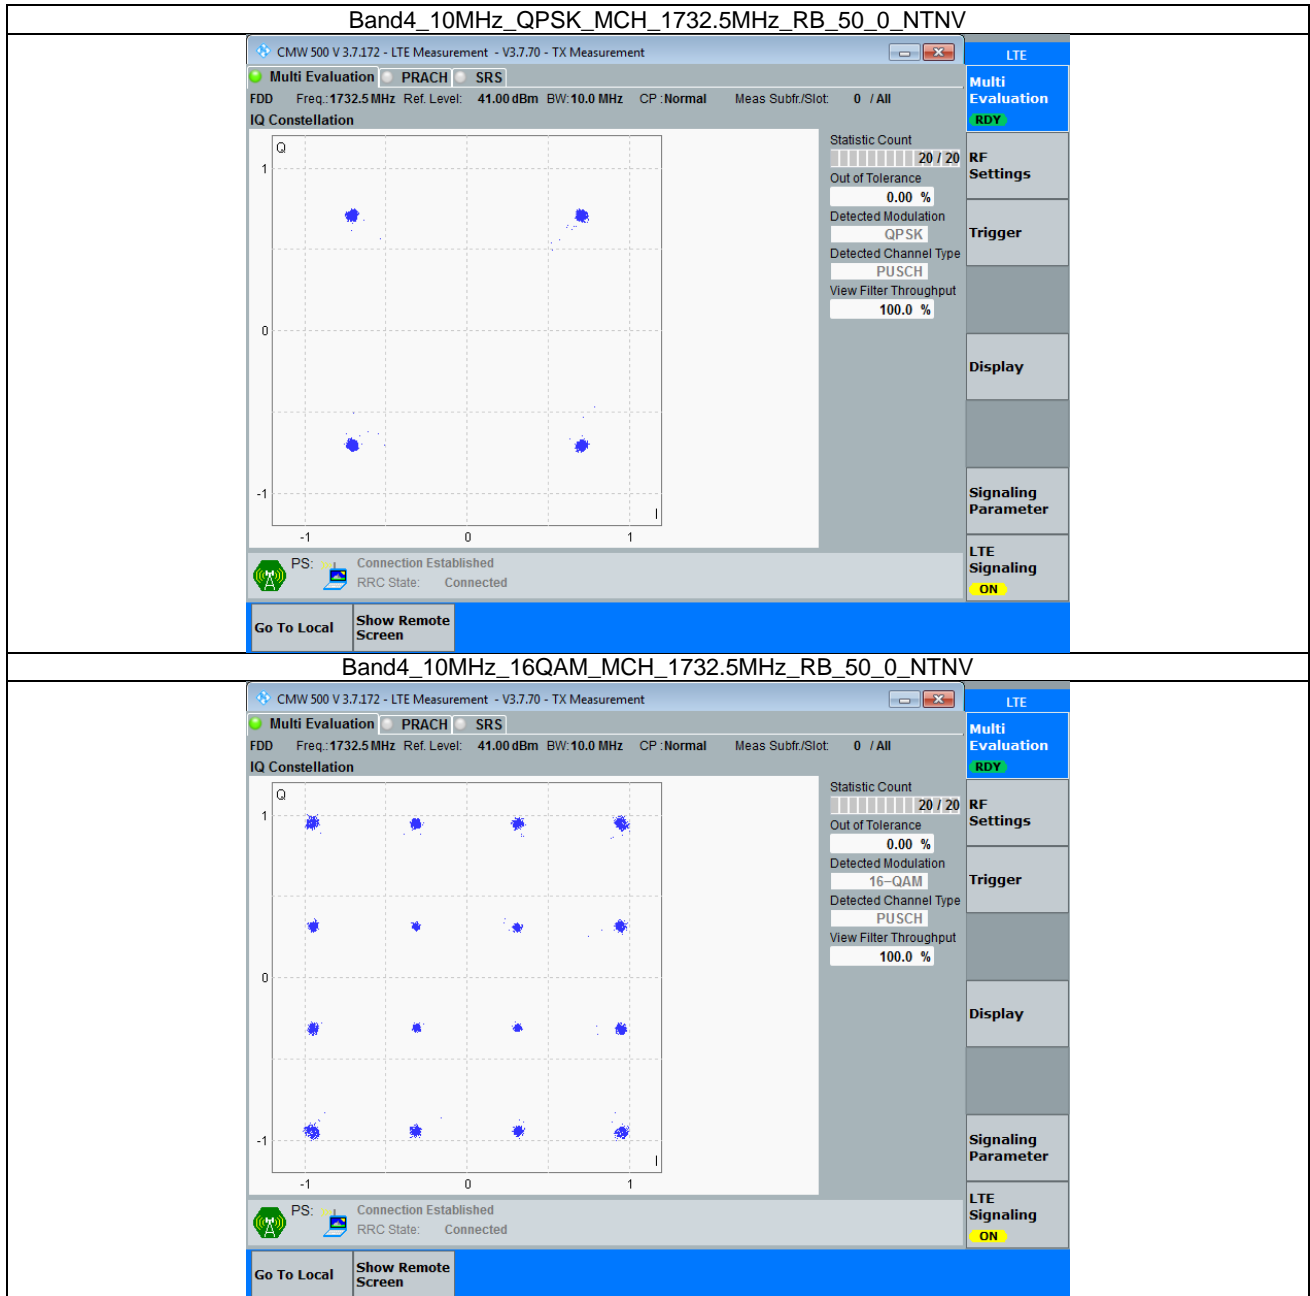 Band4_10MHz_QPSK_MCH_1732.5MHz_RB_50_0_NTNV
CMW 500 V 3.7.172 - LTE Measurement - V3.7.70 - TX Measurement
LTE
Multi Evaluation PRACH SRS
Multi
Evaluation
RDY
FDD Freq.: 1732.5 MHz Ref. Level: 41.00 dBm BW: 10.0 MHz CP : Normal Meas Subfr./Slot: 0 / All
IQ Constellation
Q
1
0
-1
I
-1 0 1
Statistic Count
20 / 20
Out of Tolerance
0.00 %
Detected Modulation
QPSK
Detected Channel Type
PUSCH
View Filter Throughput
100.0 %
RF
Settings
Trigger
Display
Signaling
Parameter
LTE
Signaling
ON
PS: Connection Established
RRC State: Connected
Go To Local
Show Remote
Screen
Band4_10MHz_16QAM_MCH_1732.5MHz_RB_50_0_NTNV
CMW 500 V 3.7.172 - LTE Measurement - V3.7.70 - TX Measurement
LTE
Multi Evaluation PRACH SRS
Multi
Evaluation
RDY
FDD Freq.: 1732.5 MHz Ref. Level: 41.00 dBm BW: 10.0 MHz CP : Normal Meas Subfr./Slot: 0 / All
IQ Constellation
Q
1
0
-1
I
-1 0 1
Statistic Count
20 / 20
Out of Tolerance
0.00 %
Detected Modulation
16-QAM
Detected Channel Type
PUSCH
View Filter Throughput
100.0 %
RF
Settings
Trigger
Display
Signaling
Parameter
LTE
Signaling
ON
PS: Connection Established
RRC State: Connected
Go To Local
Show Remote
Screen